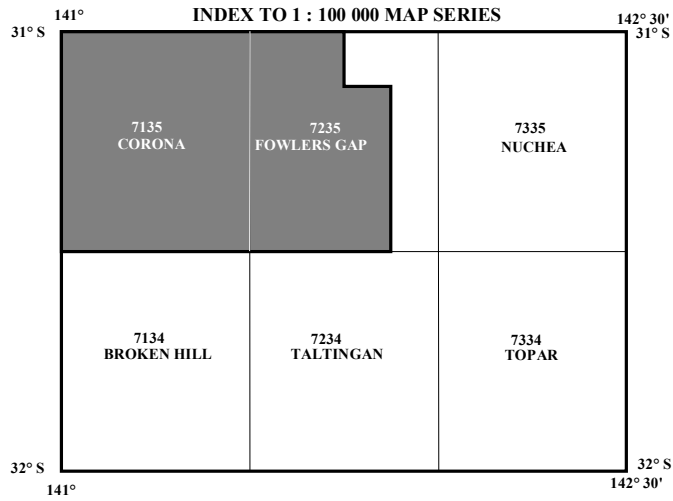 INDEX TO 1 : 100 000 MAP SERIES
141°
142° 30'
31° S
31° S
7135
CORONA
7235
FOWLERS GAP
7335
NUCHEA
7134
BROKEN HILL
7234
TALTINGAN
7334
TOPAR
32° S
32° S
141°
142° 30'